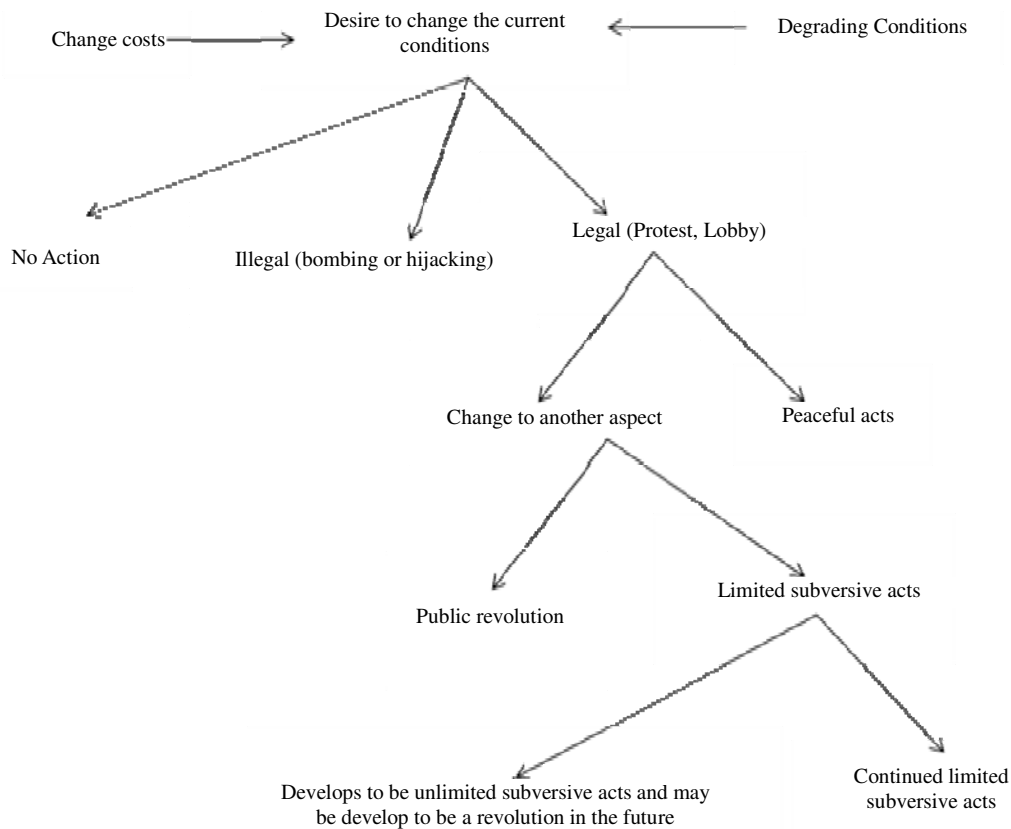 Desire to change the current
conditions
Change costs
Degrading Conditions
No Action
Illegal (bombing or hijacking)
Legal (Protest, Lobby)
Change to another aspect
Peaceful acts
Public revolution
Limited subversive acts
Develops to be unlimited subversive acts and may
be develop to be a revolution in the future
Continued limited
subversive acts